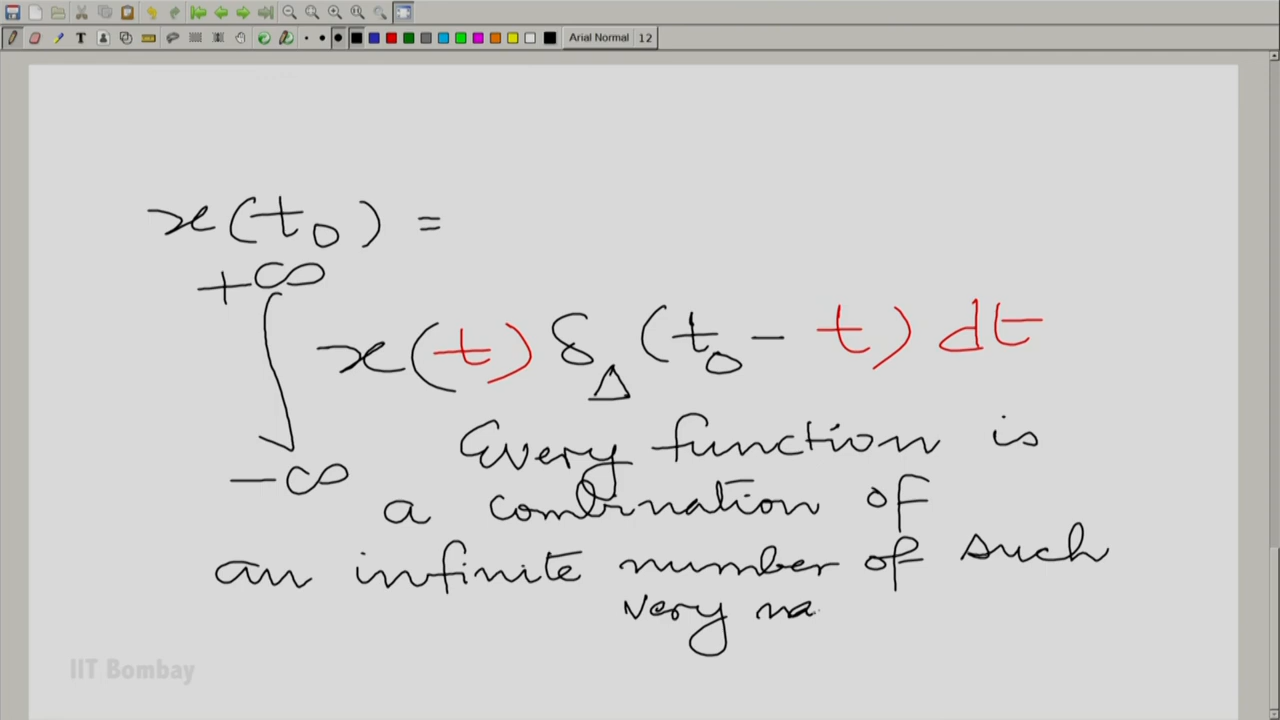 Arial Normal 12
x(t₀) =
+∞
∫ x(t) δ_Δ (t₀ - t) dt
-∞
Every function is
a combination of
an infinite number of such
very na
IIT Bombay